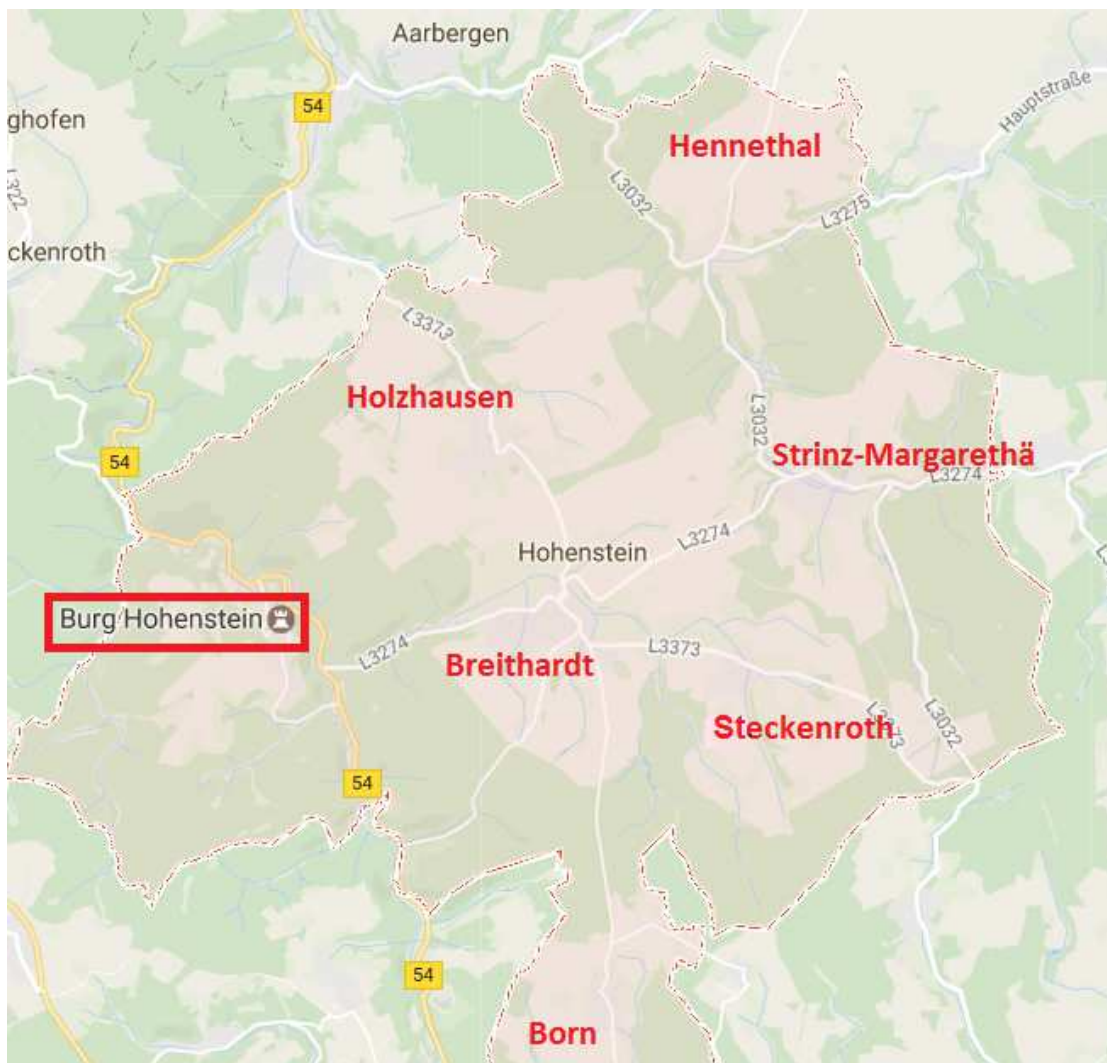 Aarbergen
54
ghofen
Hauptstraße
Hennethal
L3032
L322
L3275
ckenroth
L3373
Holzhausen
L3032
54
Strinz-Margarethä
L3274
L3274
Hohenstein
Burg Hohenstein
L3274
L3373
Breithardt
Steckenroth
L3373
L3032
54
54
Born